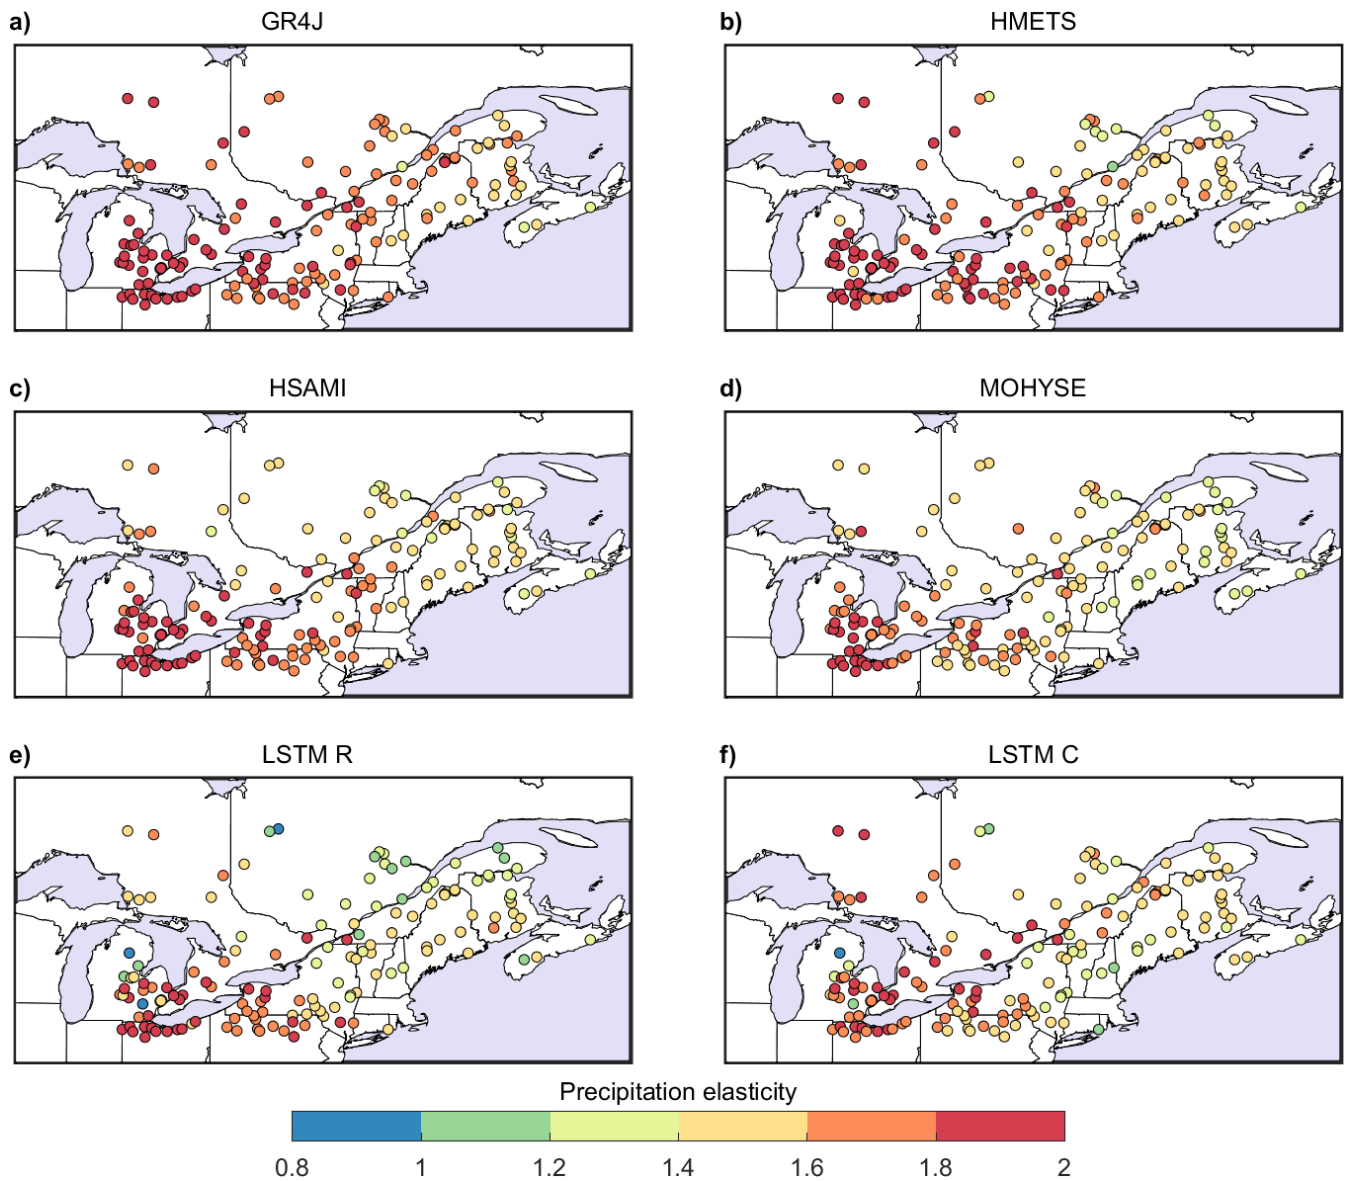 a) GR4J
b) HMETS
c) HSAMI
d) MOHYSE
e) LSTM R
f) LSTM C
Precipitation elasticity
0.8 1 1.2 1.4 1.6 1.8 2